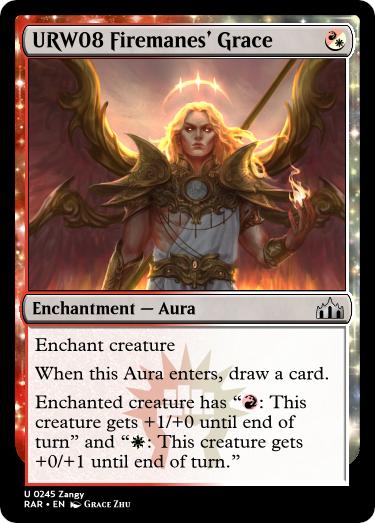 URW08 Firemanes' Grace
Enchantment — Aura
Enchant creature
When this Aura enters, draw a card.
Enchanted creature has “: This
creature gets +1/+0 until end of
turn” and “: This creature gets
+0/+1 until end of turn.”
U 0245 Zangy
RAR • EN Grace Zhu